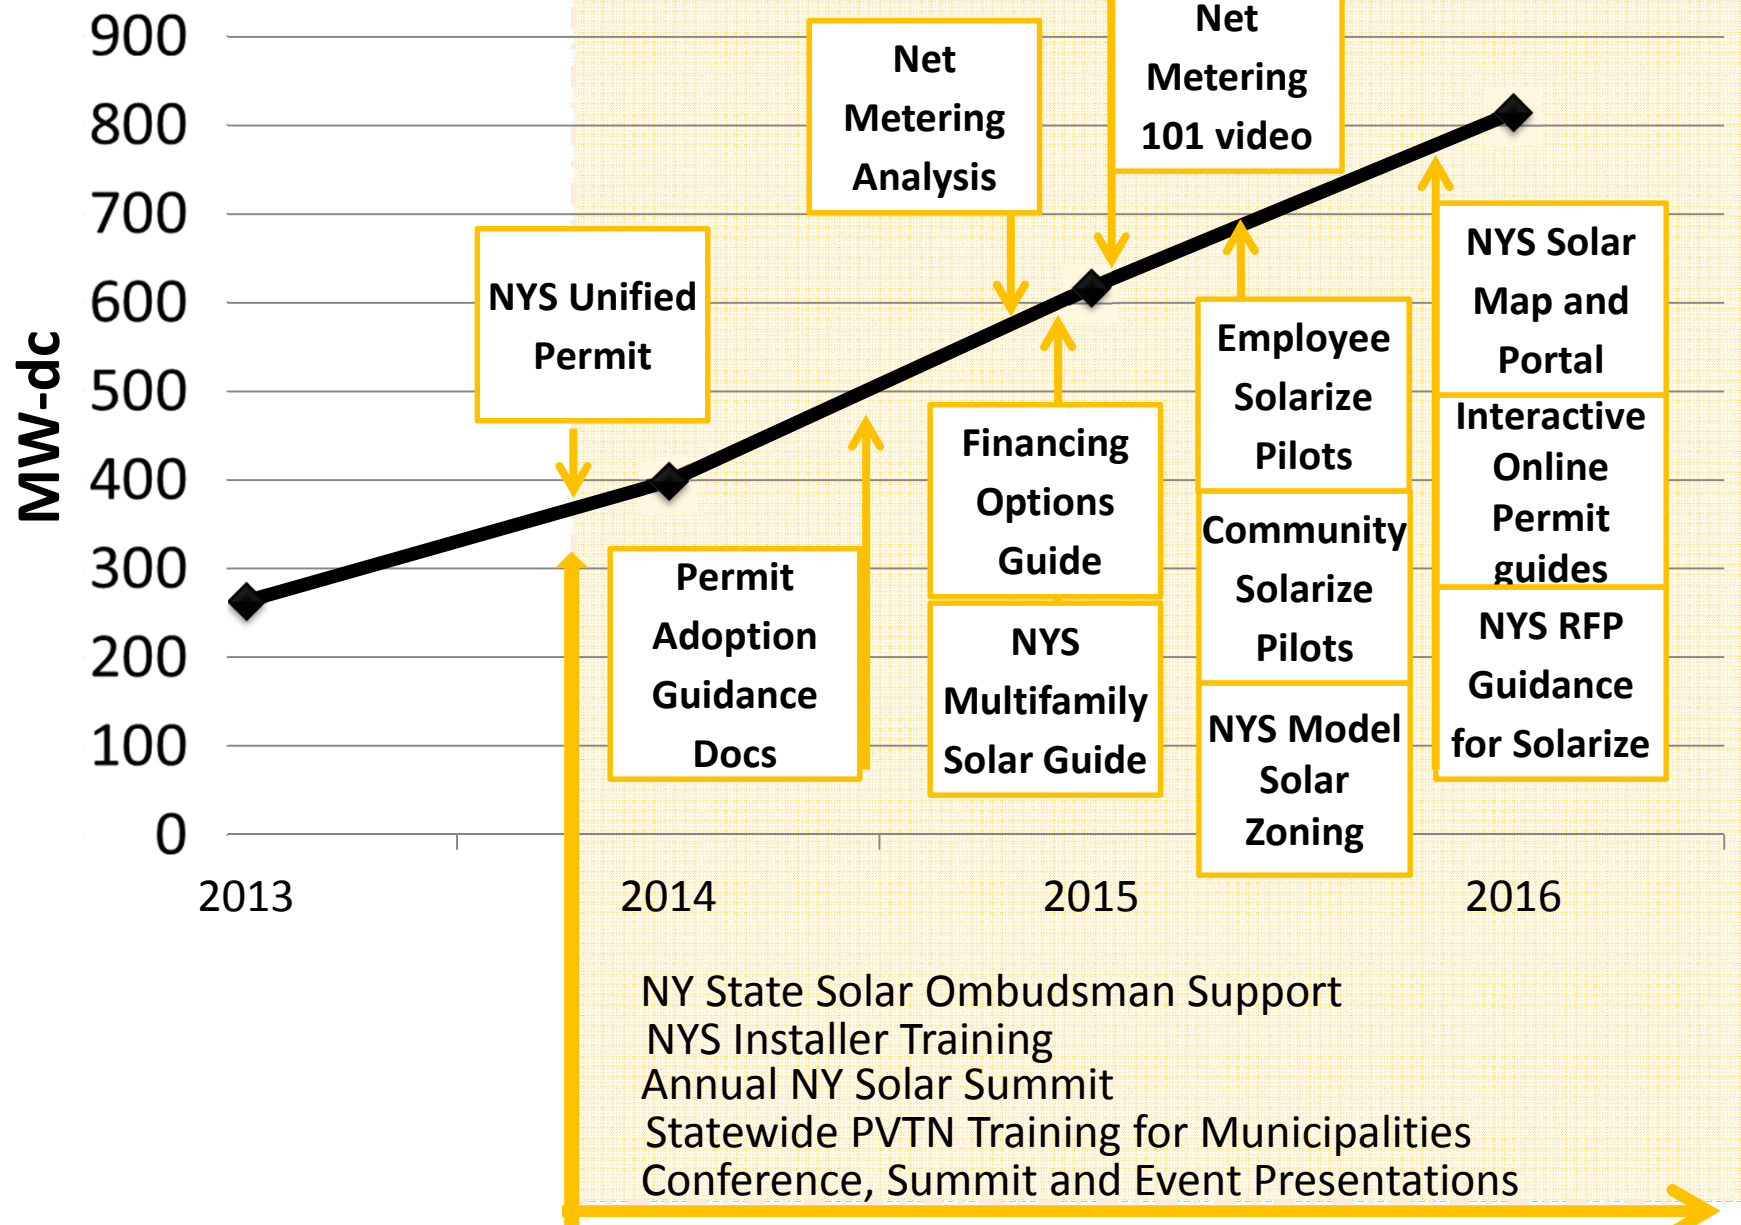 900
800
700
600
500
400
300
200
100
0
MW-dc
2013
2014
2015
2016
NYS Unified
Permit
Net
Metering
Analysis
Net
Metering
101 video
Permit
Adoption
Guidance
Docs
Financing
Options
Guide
NYS
Multifamily
Solar Guide
Employee
Solarize
Pilots
Community
Solarize
Pilots
NYS Model
Solar
Zoning
NYS Solar
Map and
Portal
Interactive
Online
Permit
guides
NYS RFP
Guidance
for Solarize
NY State Solar Ombudsman Support
NYS Installer Training
Annual NY Solar Summit
Statewide PVTN Training for Municipalities
Conference, Summit and Event Presentations